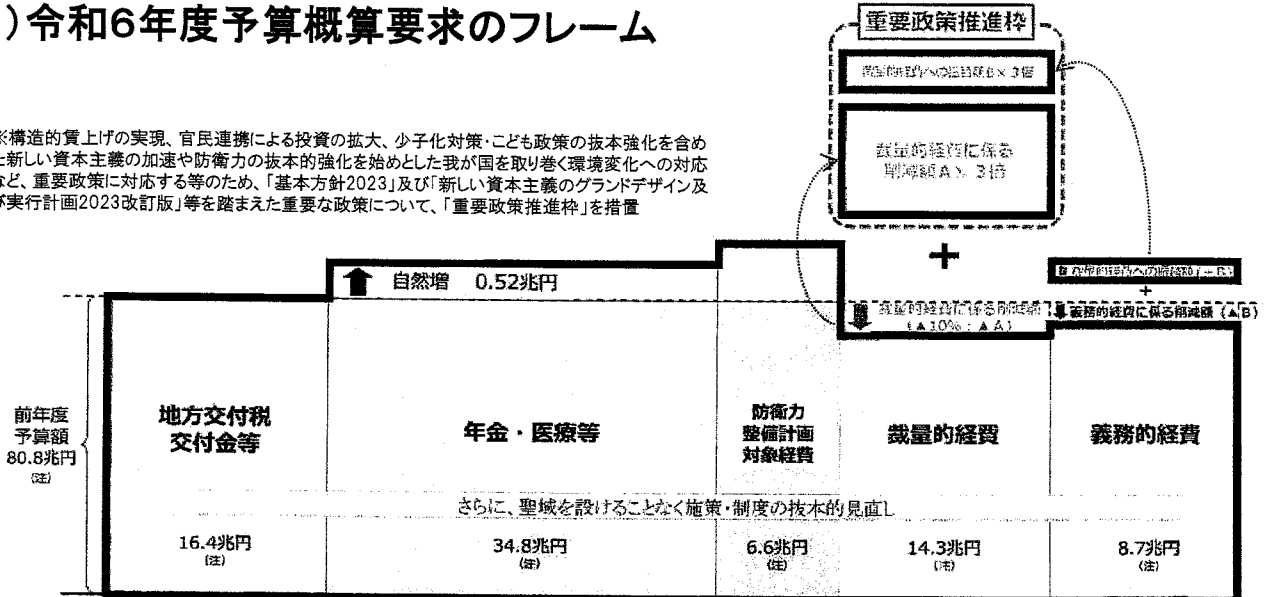 )令和6年度予算概算要求のフレーム
※構造的賃上げの実現、官民連携による投資の拡大、少子化対策・こども政策の抜本強化を含め
た新しい資本主義の加速や防衛力の抜本的強化を始めとした我が国を取り巻く環境変化への対応
など、重要政策に対応する等のため、「基本方針2023」及び「新しい資本主義のグランドデザイン及
び実行計画2023改訂版」等を踏まえた重要な政策について、「重要政策推進枠」を措置
重要政策推進枠
B× 3倍
裁量的経費に係る
削減額A× 3倍
+
自然増 0.52兆円
裁量的経費への
+
裁量的経費に係る削減額
(▲10%:▲A)
義務的経費に係る削減額 (▲B)
前年度
予算額
80.8兆円
(注)
地方交付税
交付金等
年金・医療等
防衛力
整備計画
対象経費
裁量的経費
義務的経費
さらに、聖域を設けることなく施策・制度の抜本的見直し
16.4兆円
(注)
34.8兆円
(注)
6.6兆円
(注)
14.3兆円
(注)
8.7兆円
(注)